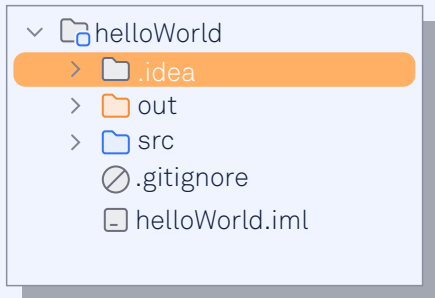 helloWorld
.idea
out
src
.gitignore
helloWorld.iml